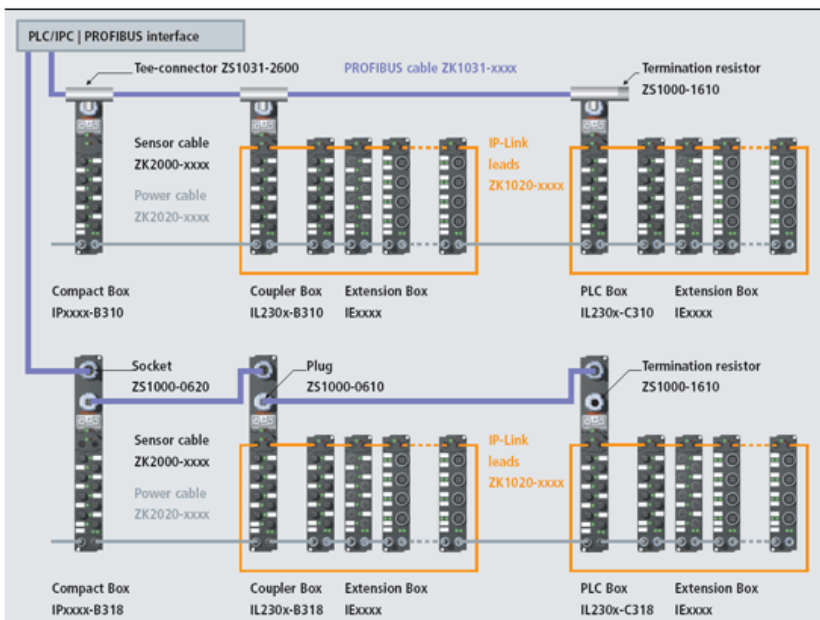 PLC/IPC | PROFIBUS interface
Tee-connector ZS1031-2600
PROFIBUS cable ZK1031-xxxx
Termination resistor
ZS1000-1610
Sensor cable
ZK2000-xxxx
Power cable
ZK2020-xxxx
IP-Link
leads
ZK1020-xxxx
Compact Box
IPxxxx-B310
Coupler Box
IL230x-B310
Extension Box
IExxxx
PLC Box
IL230x-C310
Extension Box
IExxxx
Socket
ZS1000-0620
Plug
ZS1000-0610
Termination resistor
ZS1000-1610
Sensor cable
ZK2000-xxxx
Power cable
ZK2020-xxxx
IP-Link
leads
ZK1020-xxxx
Compact Box
IPxxxx-B318
Coupler Box
IL230x-B318
Extension Box
IExxxx
PLC Box
IL230x-C318
Extension Box
IExxxx